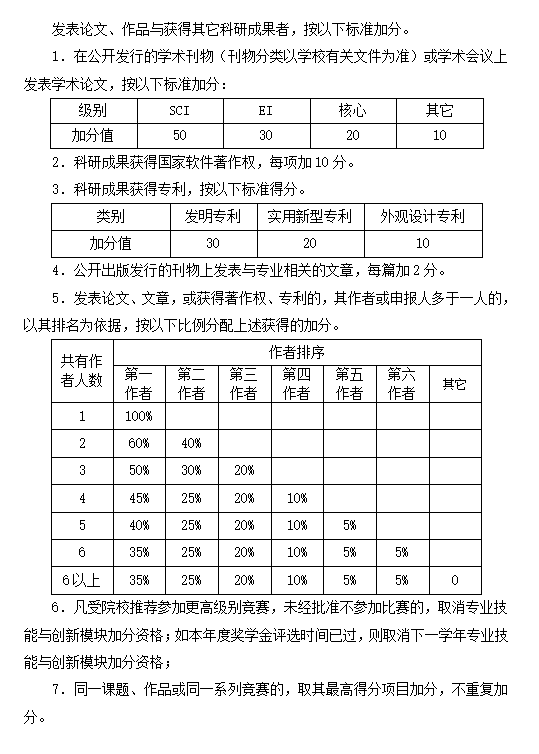 发表论文、作品与获得其它科研成果者，按以下标准加分。
1．在公开发行的学术刊物（刊物分类以学校有关文件为准）或学术会议上
发表学术论文，按以下标准加分：
级别 SCI EI 核心 其它
加分值 50 30 20 10
2．科研成果获得国家软件著作权，每项加10分。
3．科研成果获得专利，按以下标准得分。
类别 发明专利 实用新型专利 外观设计专利
加分值 30 20 10
4．公开出版发行的刊物上发表与专业相关的文章，每篇加2分。
5．发表论文、文章，或获得著作权、专利的，其作者或申报人多于一人的，
以其排名为依据，按以下比例分配上述获得的加分。
共有作
者人数
作者排序
第一 第二 第三 第四 第五 第六 其它
作者 作者 作者 作者 作者 作者
1 100%
2 60% 40%
3 50% 30% 20%
4 45% 25% 20% 10%
5 40% 25% 20% 10% 5%
6 35% 25% 20% 10% 5% 5%
6以上 35% 25% 20% 10% 5% 5% 0
6．凡受院校推荐参加更高级别竞赛，未经批准不参加比赛的，取消专业技
能与创新模块加分资格；如本年度奖学金评选时间已过，则取消下一学年专业技
能与创新模块加分资格；
7．同一课题、作品或同一系列竞赛的，取其最高得分项目加分，不重复加
分。